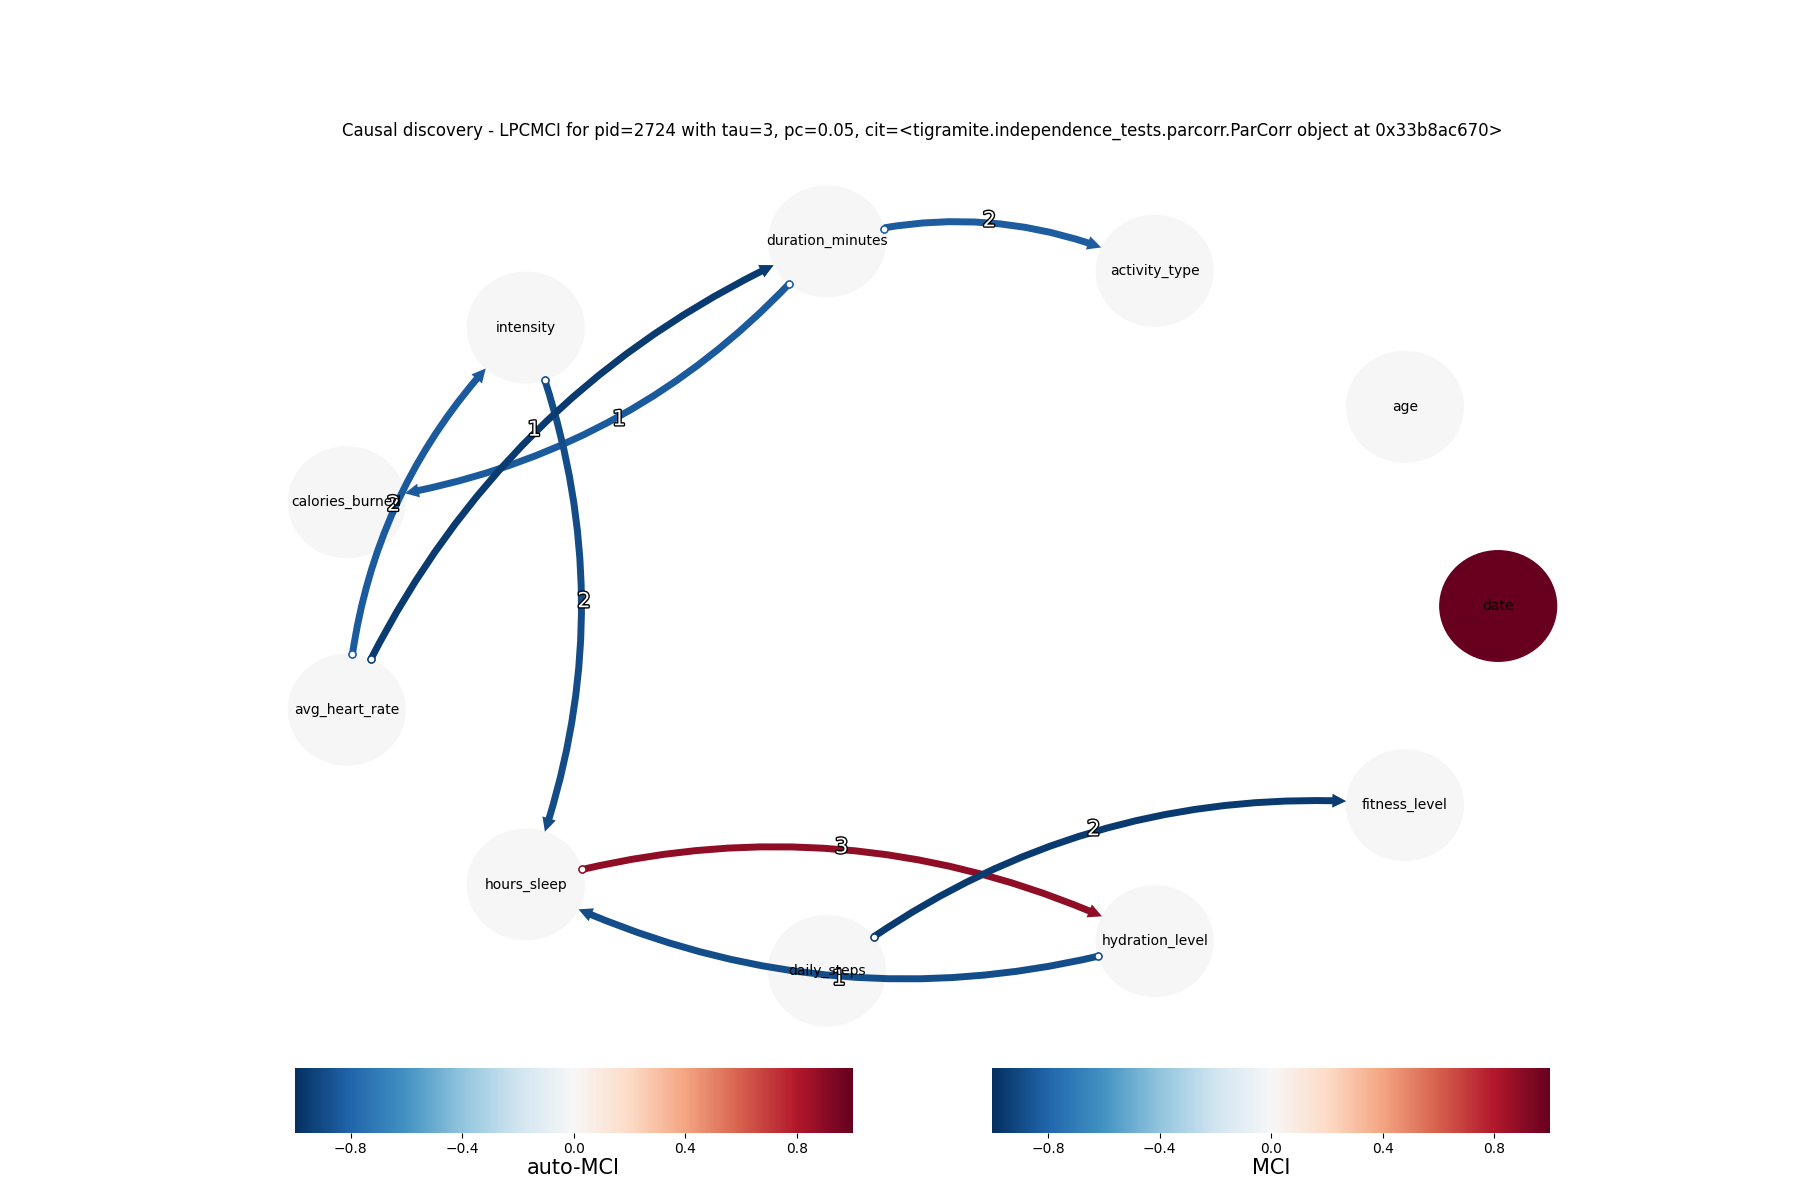 Causal discovery - LPCMCI for pid=2724 with tau=3, pc=0.05, cit=<tigramite.independence_tests.parcorr.ParCorr object at 0x33b8ac670>
2
duration_minutes
activity_type
intensity
age
1
1
calories_burned
2
2
date
avg_heart_rate
fitness_level
2
3
hours_sleep
hydration_level
daily_steps
1
−0.8 −0.4 0.0 0.4 0.8
auto-MCI
−0.8 −0.4 0.0 0.4 0.8
MCI